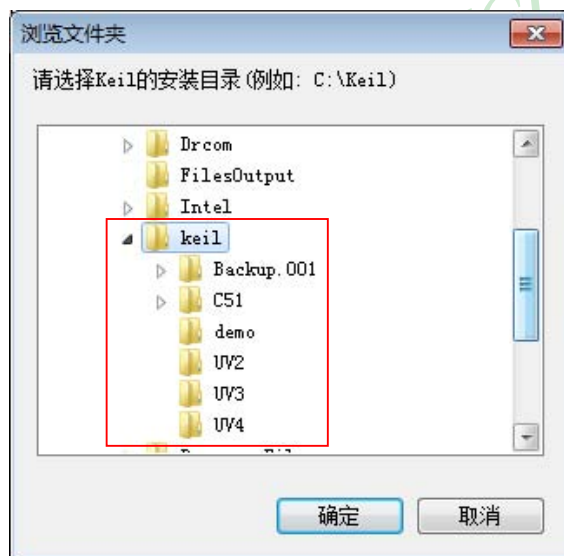 浏览文件夹
请选择Keil的安装目录(例如: C:\Keil)
Drcom
FilesOutput
Intel
keil
Backup.001
C51
demo
UV2
UV3
UV4
确定
取消